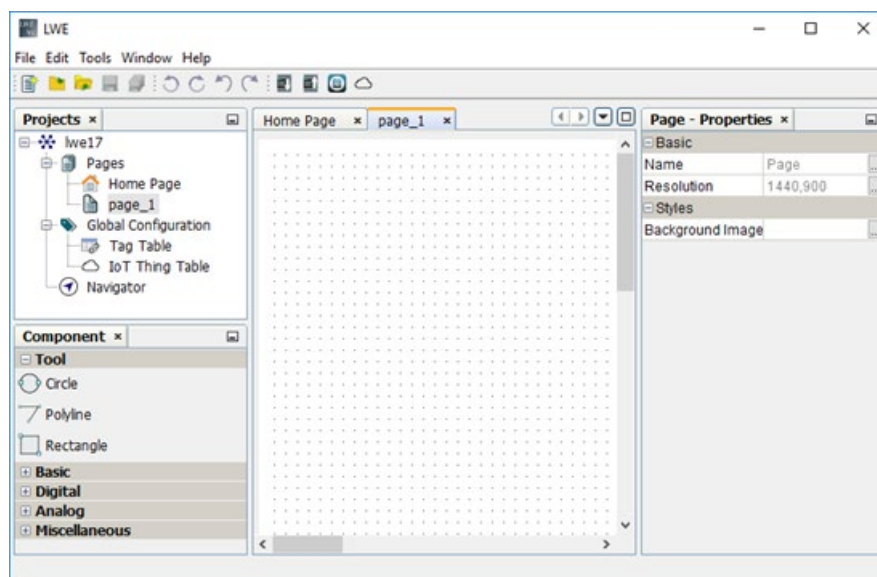 LWE
File Edit Tools Window Help
Projects
lwe17
Pages
Home Page
page_1
Global Configuration
Tag Table
IoT Thing Table
Navigator
Component
Tool
Circle
Polyline
Rectangle
Basic
Digital
Analog
Miscellaneous
Home Page page_1
Page - Properties
Basic
Name Page
Resolution 1440,900
Styles
Background Image